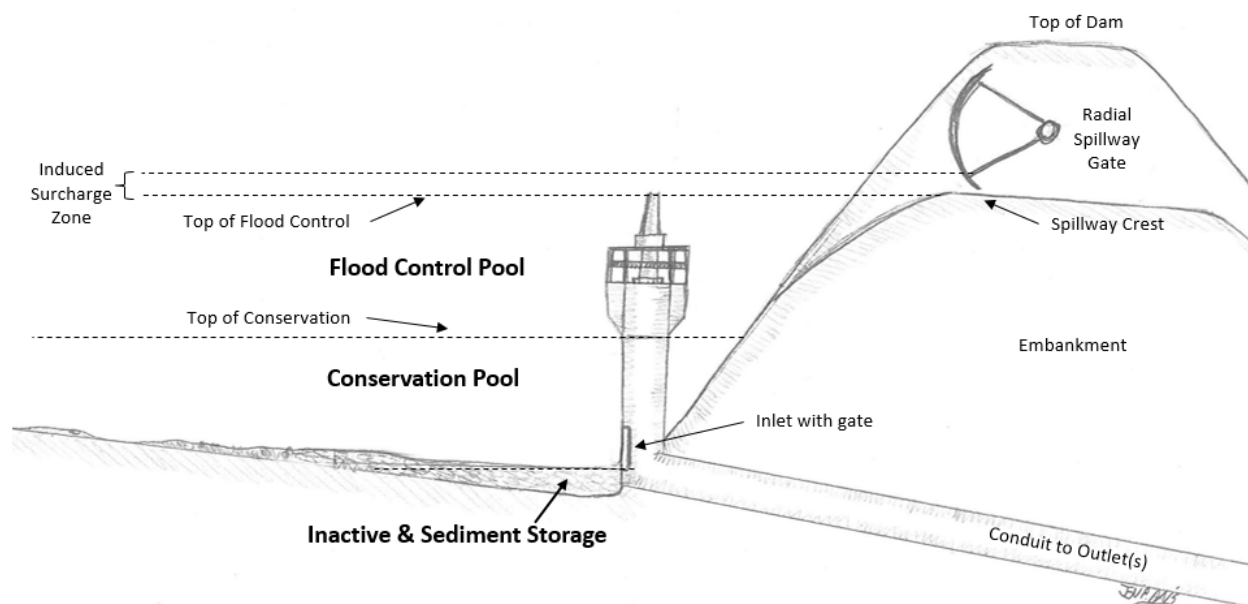 Top of Dam
Radial
Spillway
Gate
Induced
Surcharge
Zone
Top of Flood Control
Spillway Crest
Flood Control Pool
Top of Conservation
Embankment
Conservation Pool
Inlet with gate
Inactive & Sediment Storage
Conduit to Outlet(s)